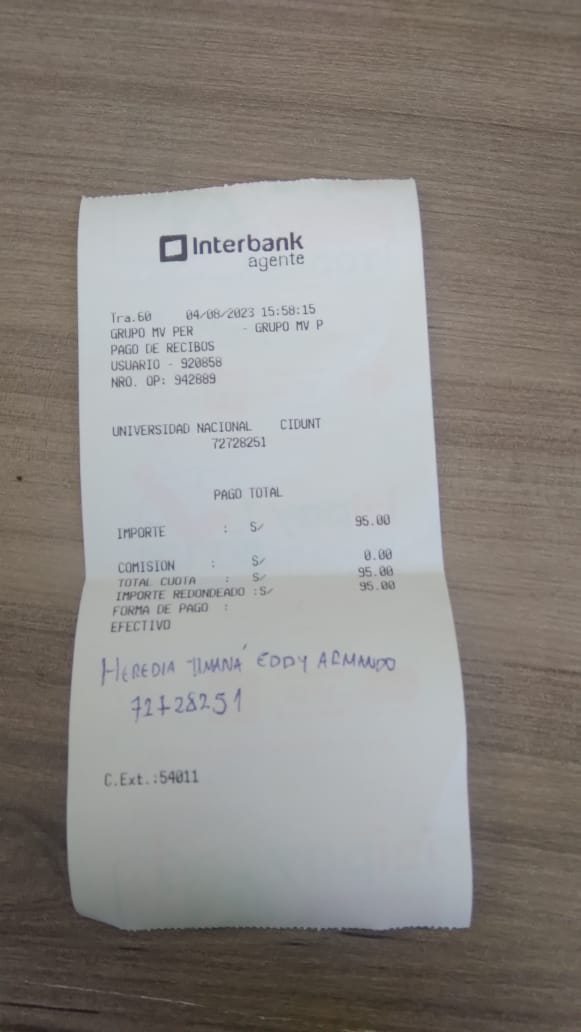 Interbank
agente
Tra.60 04/08/2023 15:58:15
GRUPO MV PER - GRUPO MV P
PAGO DE RECIBOS
USUARIO - 920858
NRO. OP: 942889
UNIVERSIDAD NACIONAL CIDUNT
72728251
PAGO TOTAL
IMPORTE : S/ 95.00
COMISION : S/ 0.00
TOTAL CUOTA : S/ 95.00
IMPORTE REDONDEADO :S/ 95.00
FORMA DE PAGO :
EFECTIVO
HEREDIA TIMANÁ EDDY ARMANDO
72728251
C.Ext.:54011